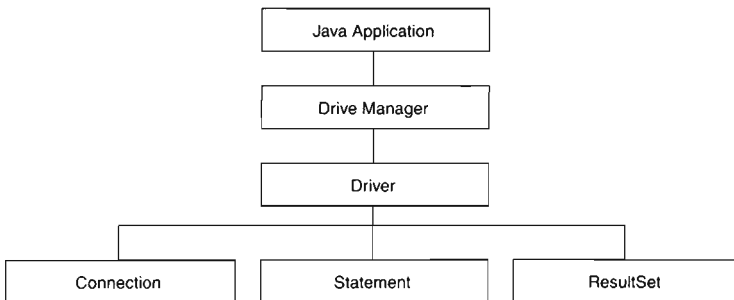 Java Application
Drive Manager
Driver
Connection
Statement
ResultSet